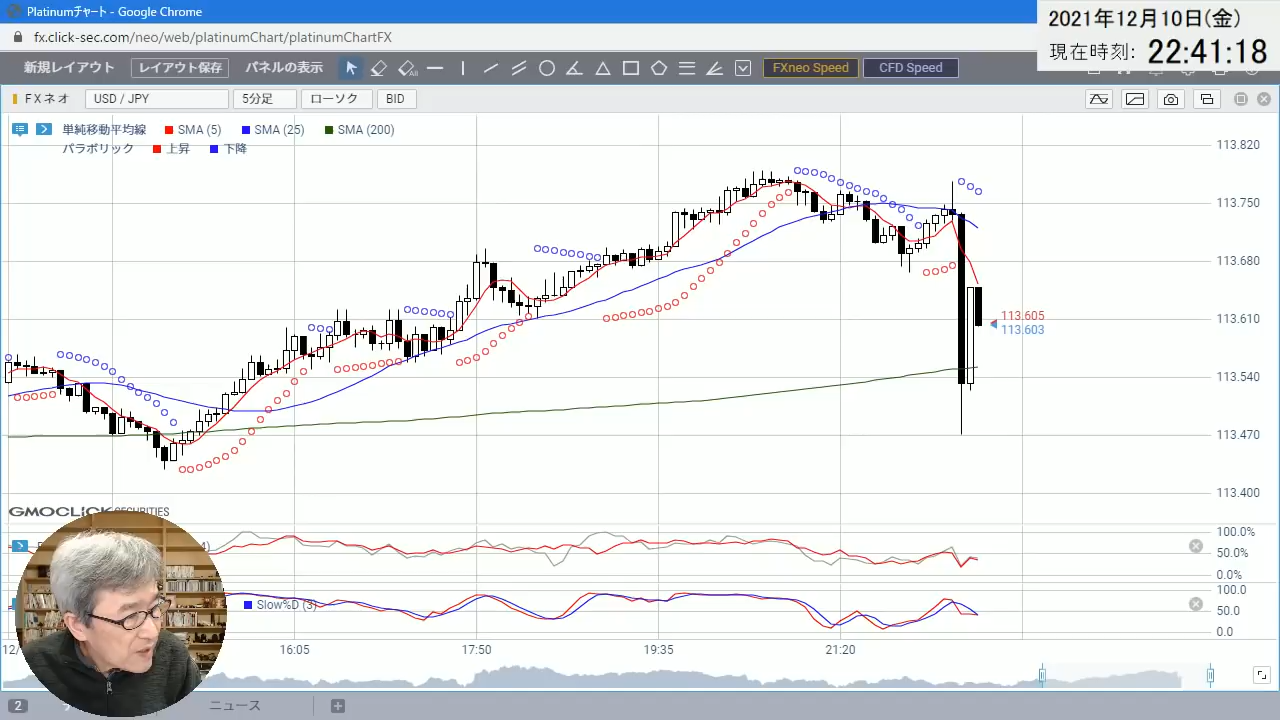 Platinumチャート - Google Chrome
2021年12月10日(金)
現在時刻: 22:41:18
fx.click-sec.com/neo/web/platinumChart/platinumChartFX
新規レイアウト レイアウト保存 パネルの表示 FXneo Speed CFD Speed
FXネオ USD / JPY 5分足 ローソク BID
単純移動平均線 SMA (5) SMA (25) SMA (200)
パラボリック 上昇 下降
113.820
113.750
113.680
113.610
113.605
113.603
113.540
113.470
113.400
GMOCLICK SECURITIES
100.0%
50.0%
0.0%
100.0
Slow%D (3)
50.0
0.0
12/ 16:05 17:50 19:35 21:20
2 ニュース